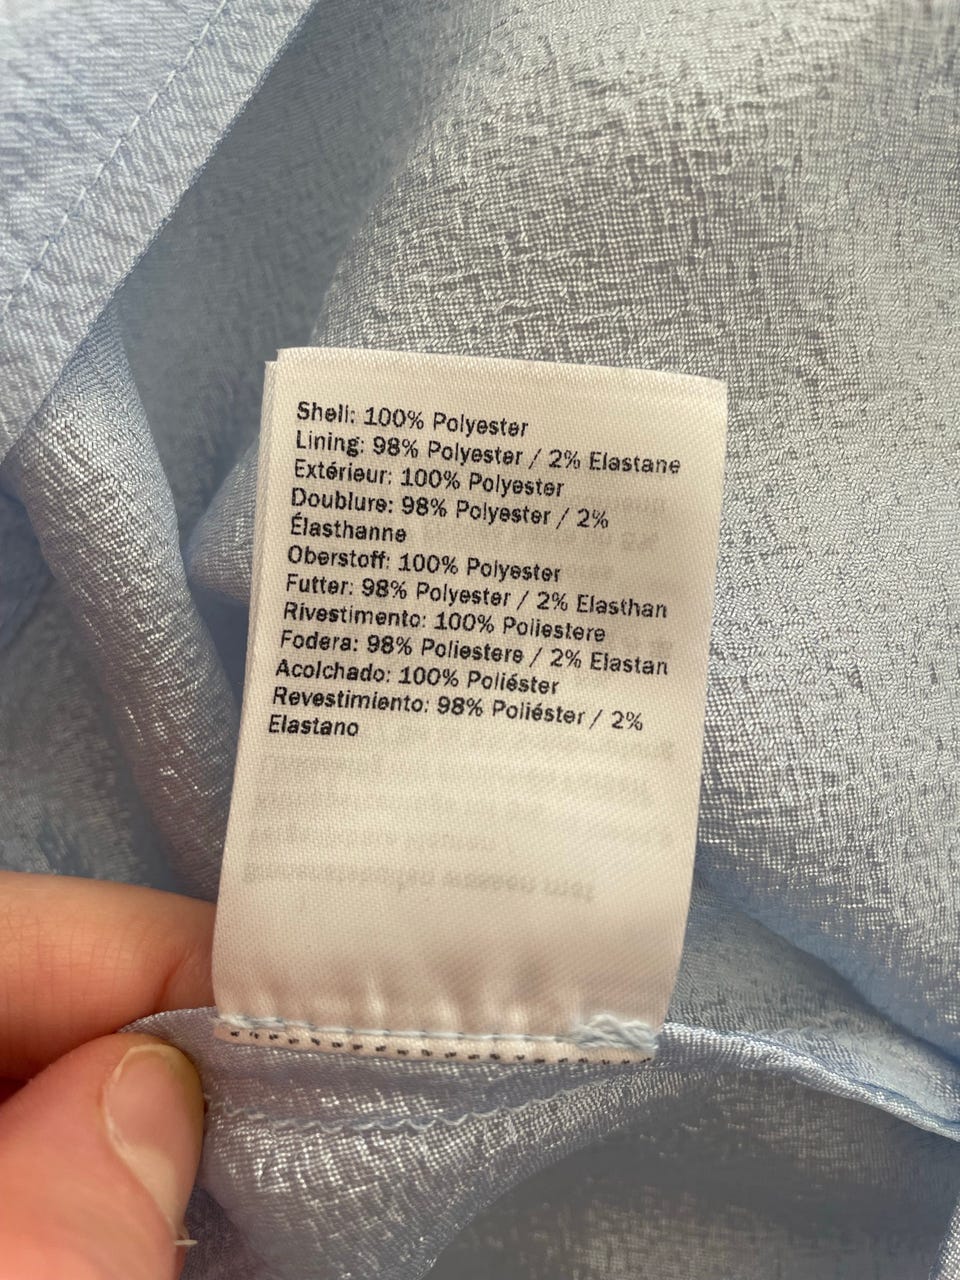 Shell: 100% Polyester
Lining: 98% Polyester / 2% Elastane
Extérieur: 100% Polyester
Doublure: 98% Polyester / 2%
Élasthanne
Oberstoff: 100% Polyester
Futter: 98% Polyester / 2% Elasthan
Rivestimento: 100% Poliestere
Fodera: 98% Poliestere / 2% Elastan
Acolchado: 100% Poliéster
Revestimiento: 98% Poliéster / 2%
Elastano